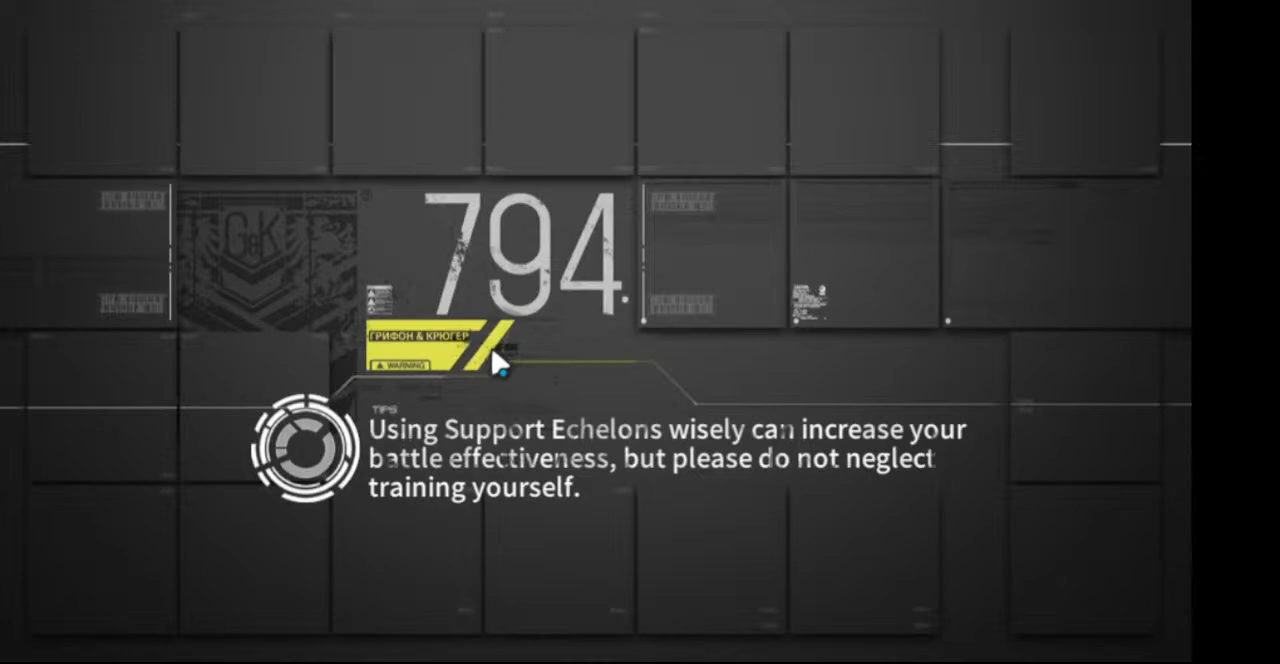 G&K
794.
ГРИФОН & КРЮГЕР
WARNING
TIPS
Using Support Echelons wisely can increase your
battle effectiveness, but please do not neglect
training yourself.